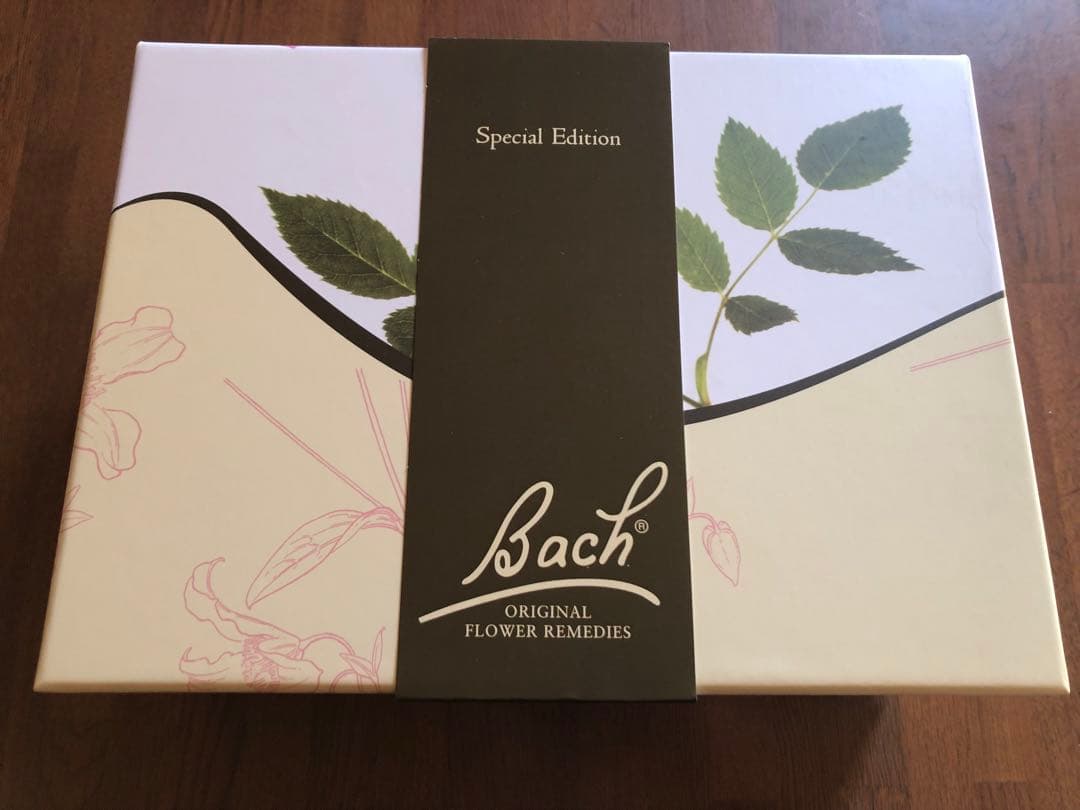 Special Edition
Bach®
ORIGINAL
FLOWER REMEDIES